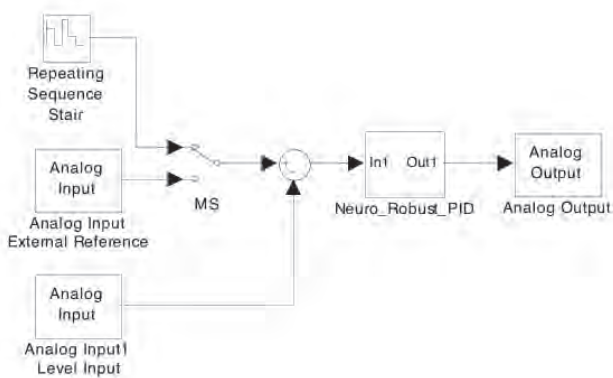 Repeating
Sequence
Stair
Analog
Input
Analog Input
External Reference
MS
In1 Out1
Neuro_Robust_PID
Analog
Output
Analog Output
Analog
Input
Analog Input1
Level Input